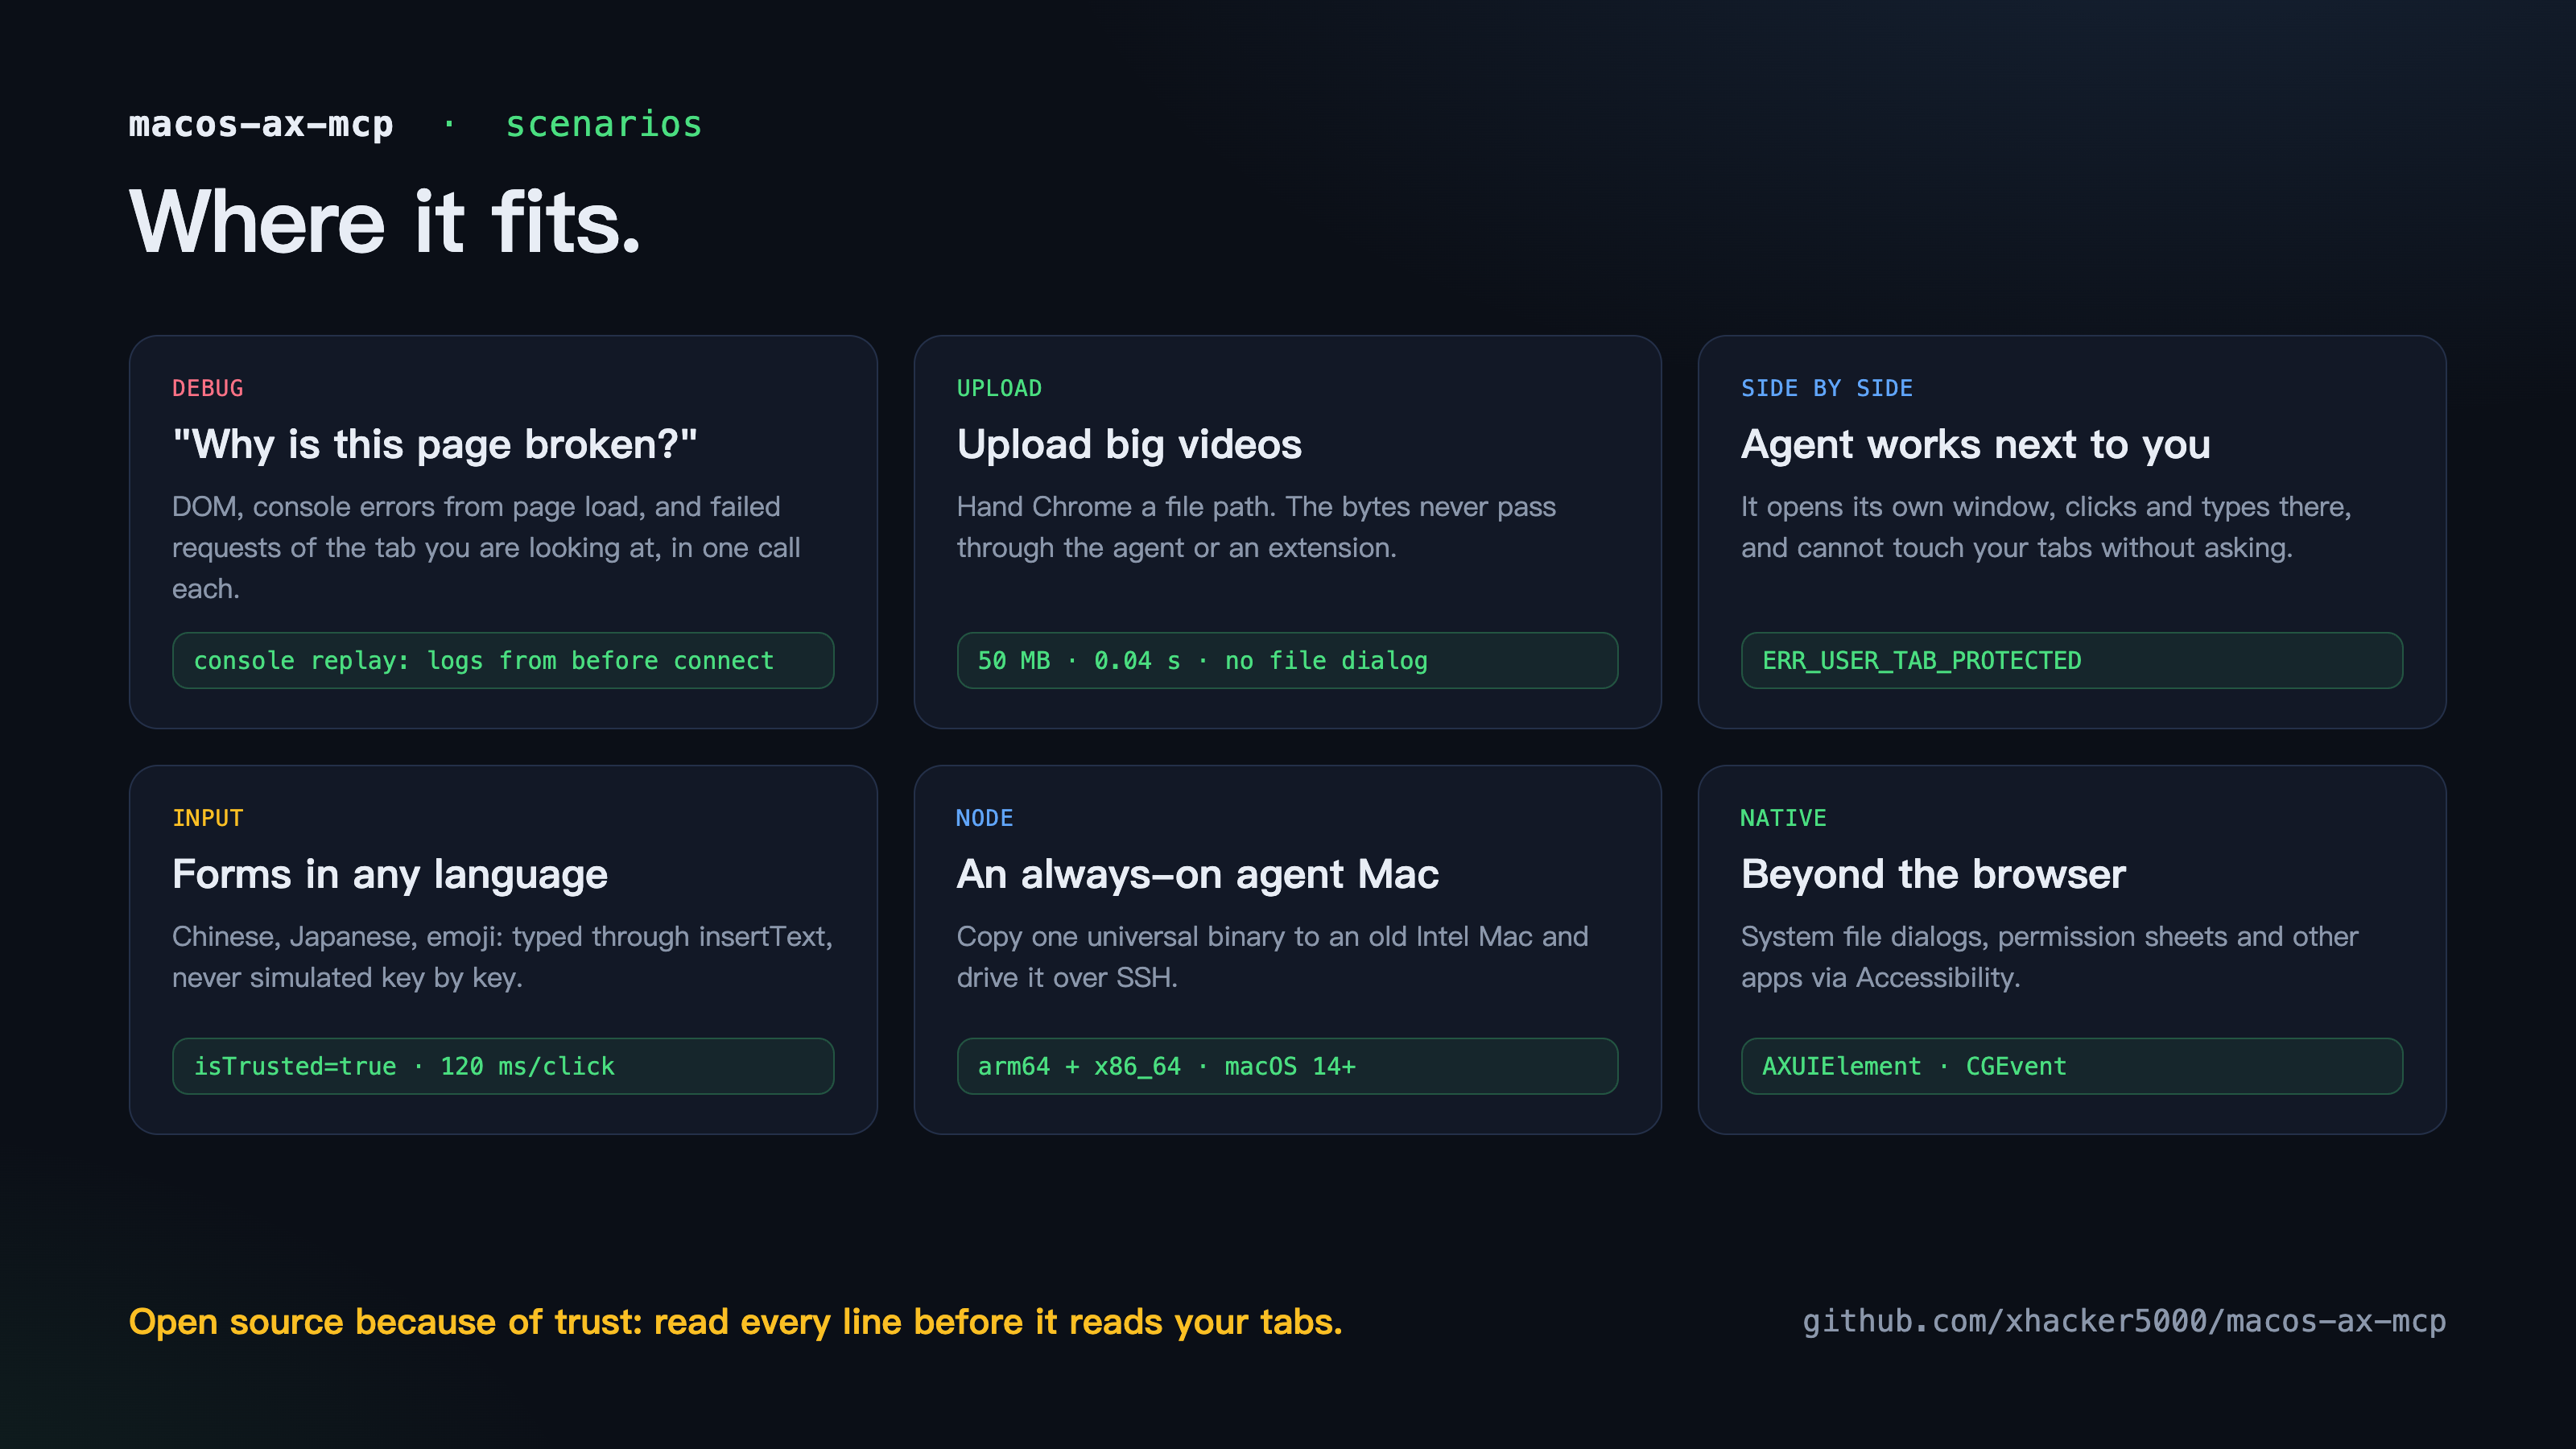 macos-ax-mcp · scenarios
Where it fits.
DEBUG
"Why is this page broken?"
DOM, console errors from page load, and failed
requests of the tab you are looking at, in one call
each.
console replay: logs from before connect
UPLOAD
Upload big videos
Hand Chrome a file path. The bytes never pass
through the agent or an extension.
50 MB · 0.04 s · no file dialog
SIDE BY SIDE
Agent works next to you
It opens its own window, clicks and types there,
and cannot touch your tabs without asking.
ERR_USER_TAB_PROTECTED
INPUT
Forms in any language
Chinese, Japanese, emoji: typed through insertText,
never simulated key by key.
isTrusted=true · 120 ms/click
NODE
An always-on agent Mac
Copy one universal binary to an old Intel Mac and
drive it over SSH.
arm64 + x86_64 · macOS 14+
NATIVE
Beyond the browser
System file dialogs, permission sheets and other
apps via Accessibility.
AXUIElement · CGEvent
Open source because of trust: read every line before it reads your tabs.
github.com/xhacker5000/macos-ax-mcp